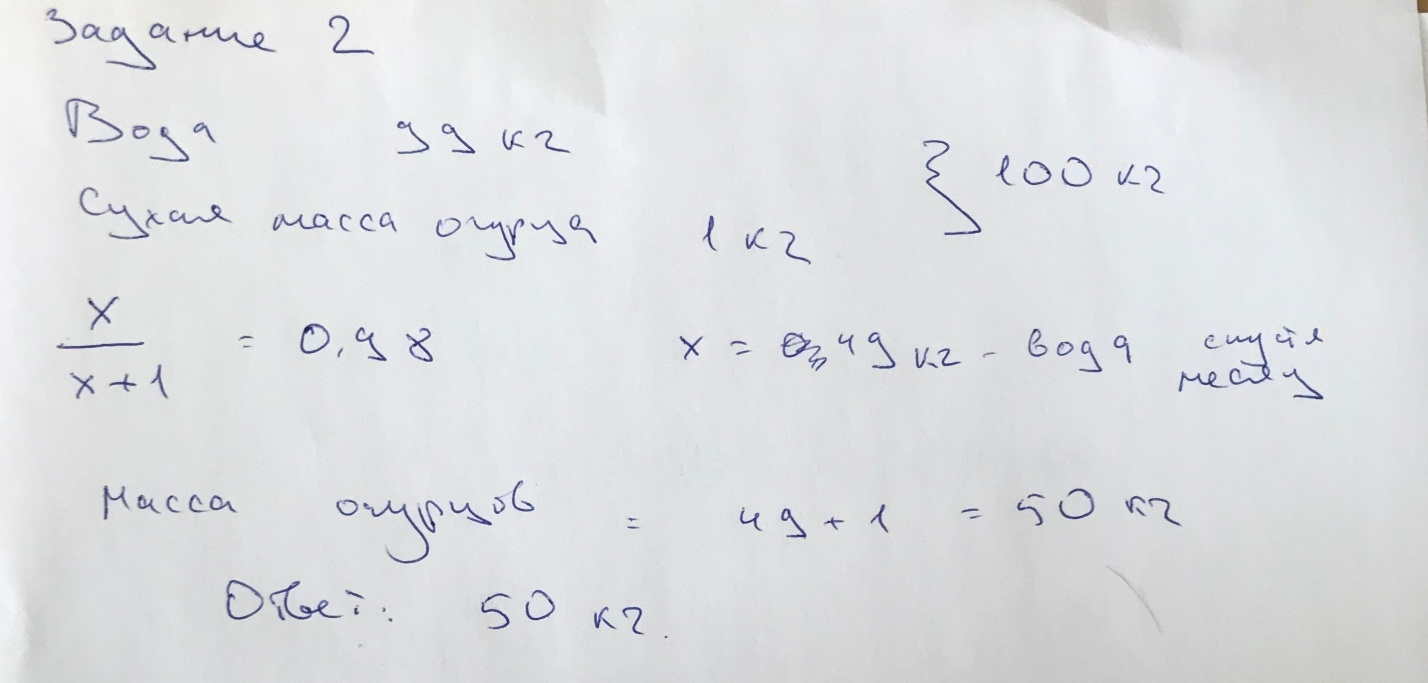 Задание 2
Вода 99 кг
} 100 кг
Сухая масса огурца 1 кг
x / x + 1 = 0,98 x = 49 кг - вода спустя месяц
Масса огурцов = 49 + 1 = 50 кг
Ответ: 50 кг.